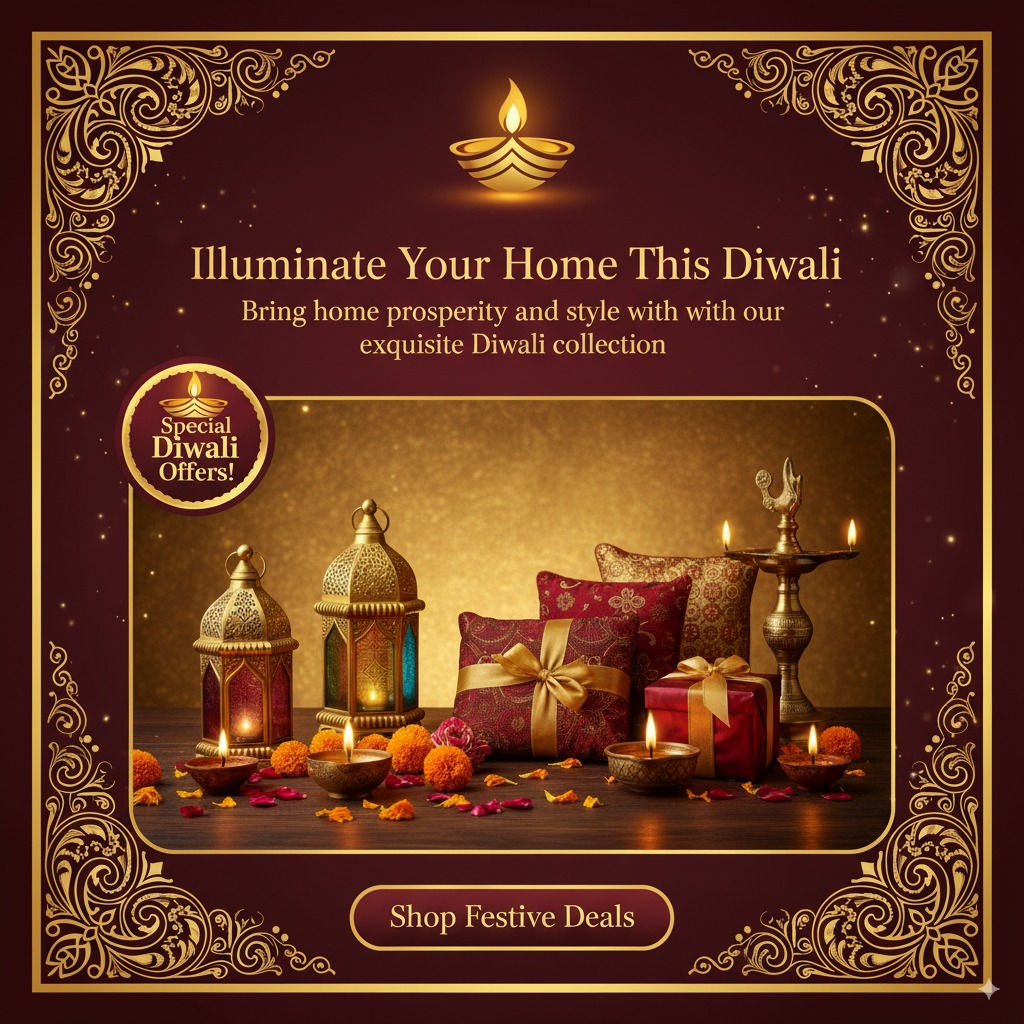 Illuminate Your Home This Diwali
Bring home prosperity and style with with our
exquisite Diwali collection
Special
Diwali
Offers!
Shop Festive Deals